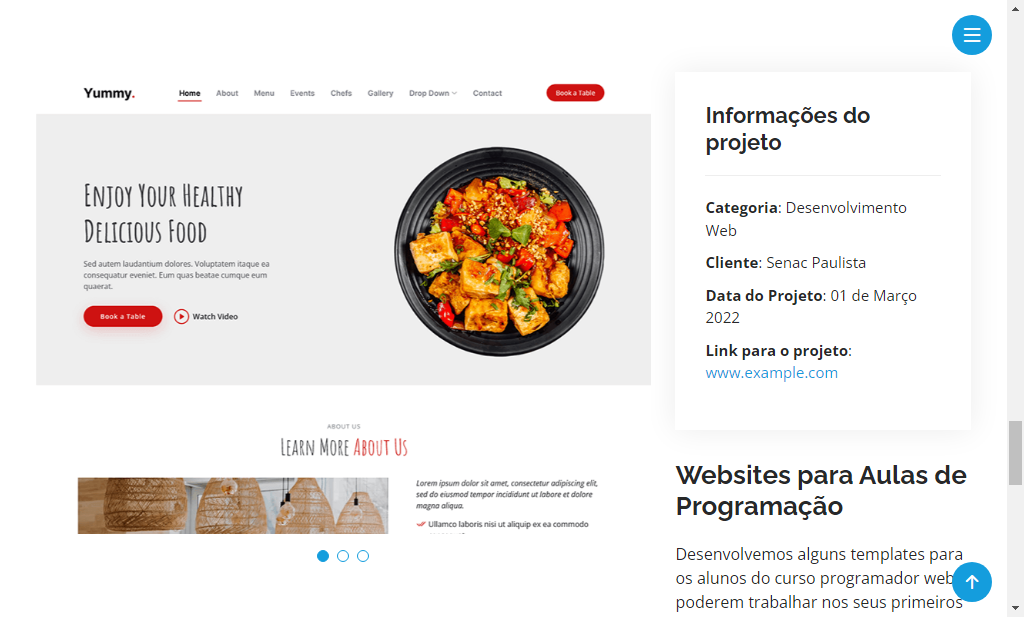 Yummy.
Home About Menu Events Chefs Gallery Drop Down Contact
Book a Table
Enjoy Your Healthy
Delicious Food
Sed autem laudantium dolores. Voluptatem itaque ea
consequatur eveniet. Eum quas beatae cumque eum
quaerat.
Book a Table
Watch Video
ABOUT US
Learn More About Us
Lorem ipsum dolor sit amet, consectetur adipiscing elit,
sed do eiusmod tempor incididunt ut labore et dolore
magna aliqua.
Ullamco laboris nisi ut aliquip ex ea commodo
Informações do
projeto
Categoria: Desenvolvimento
Web
Cliente: Senac Paulista
Data do Projeto: 01 de Março
2022
Link para o projeto:
www.example.com
Websites para Aulas de
Programação
Desenvolvemos alguns templates para
os alunos do curso programador web
poderem trabalhar nos seus primeiros